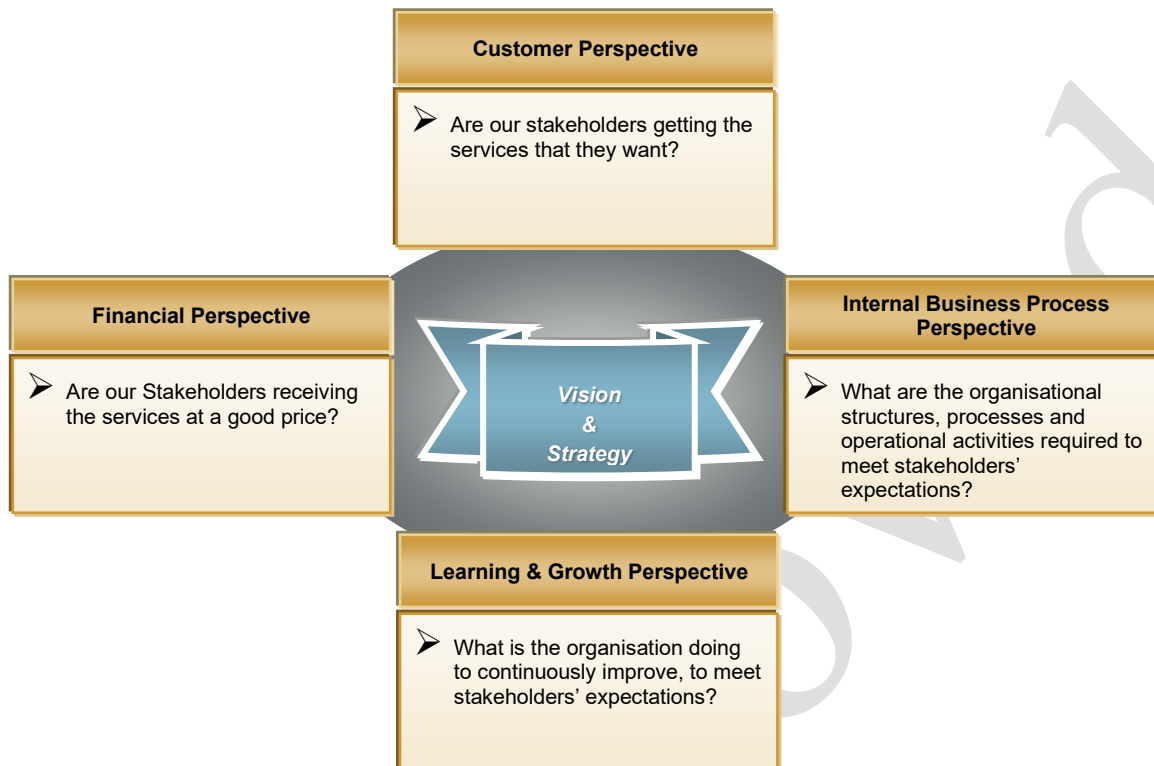 Customer Perspective
➢ Are our stakeholders getting the
services that they want?
Financial Perspective
➢ Are our Stakeholders receiving
the services at a good price?
Vision
&
Strategy
Internal Business Process
Perspective
➢ What are the organisational
structures, processes and
operational activities required to
meet stakeholders’
expectations?
Learning & Growth Perspective
➢ What is the organisation doing
to continuously improve, to meet
stakeholders’ expectations?